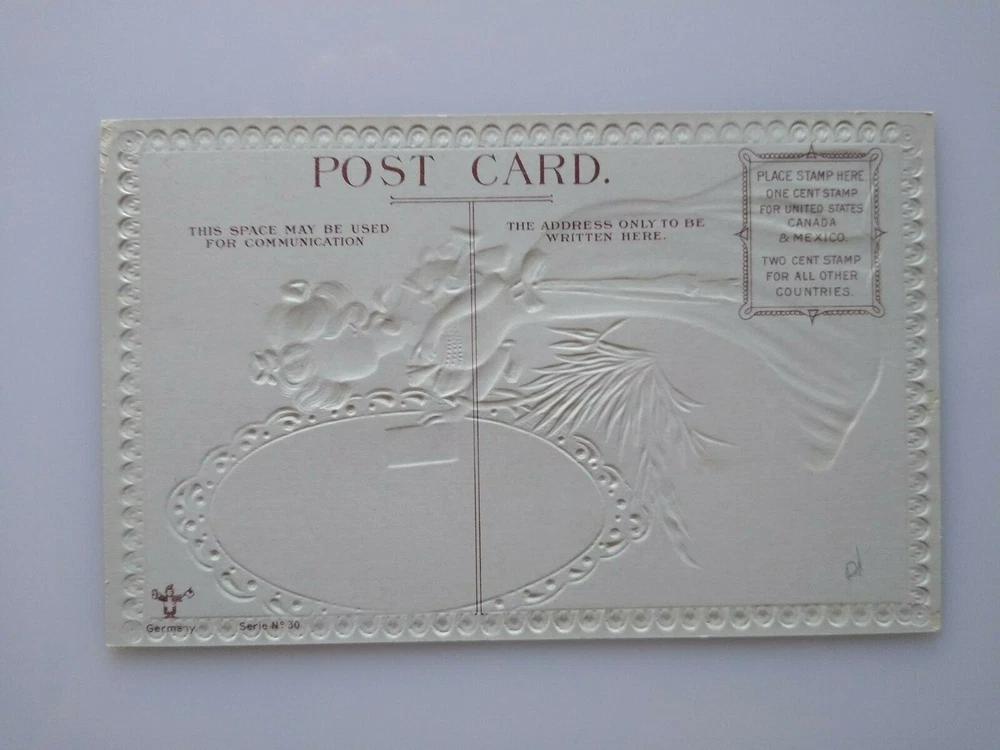 POST CARD.
THIS SPACE MAY BE USED
FOR COMMUNICATION
THE ADDRESS ONLY TO BE
WRITTEN HERE.
PLACE STAMP HERE
ONE CENT STAMP
FOR UNITED STATES
CANADA
& MEXICO.
TWO CENT STAMP
FOR ALL OTHER
COUNTRIES.
Germany.
Serie Nº 30